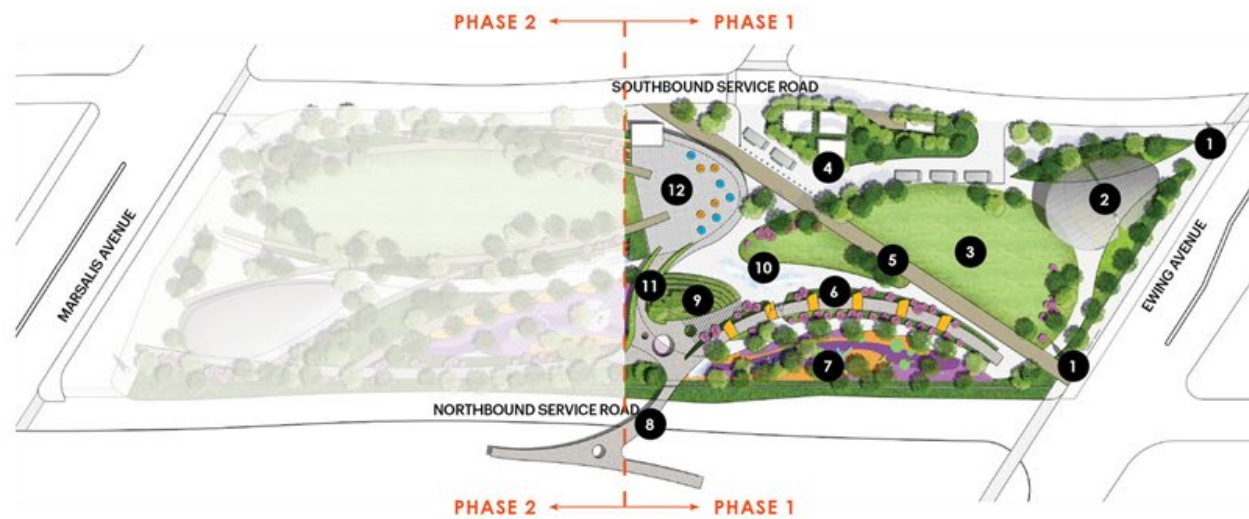 PHASE 2 PHASE 1
SOUTHBOUND SERVICE ROAD
1
4
2
12
MARSALIS AVENUE
3
5
10
EWING AVENUE
11
6
9
7
1
NORTHBOUND SERVICE ROAD
8
PHASE 2 PHASE 1